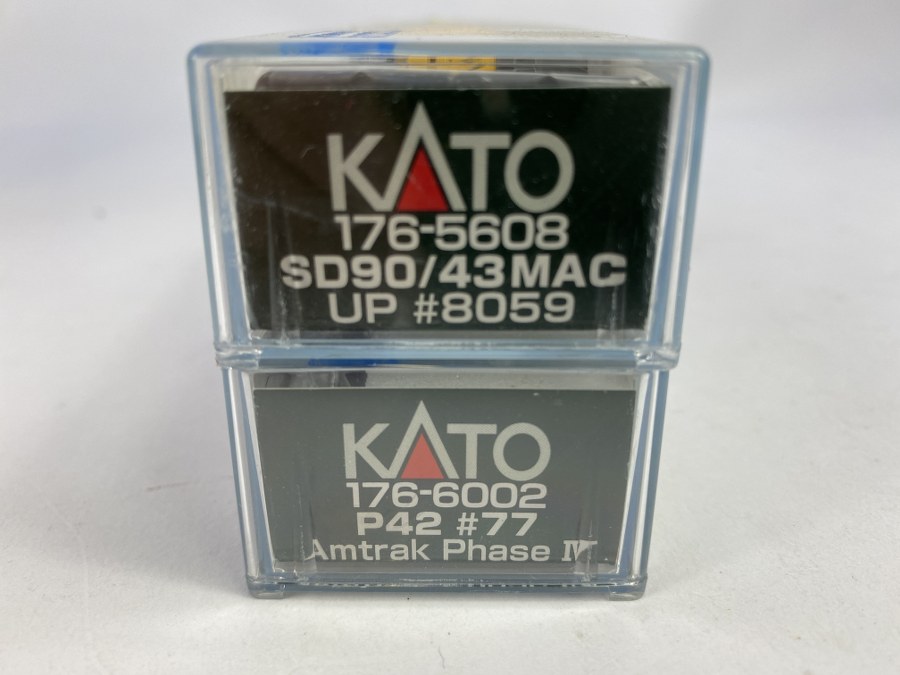 KATO
176-5608
SD90/43MAC
UP #8059
KATO
176-6002
P42 #77
Amtrak Phase IV